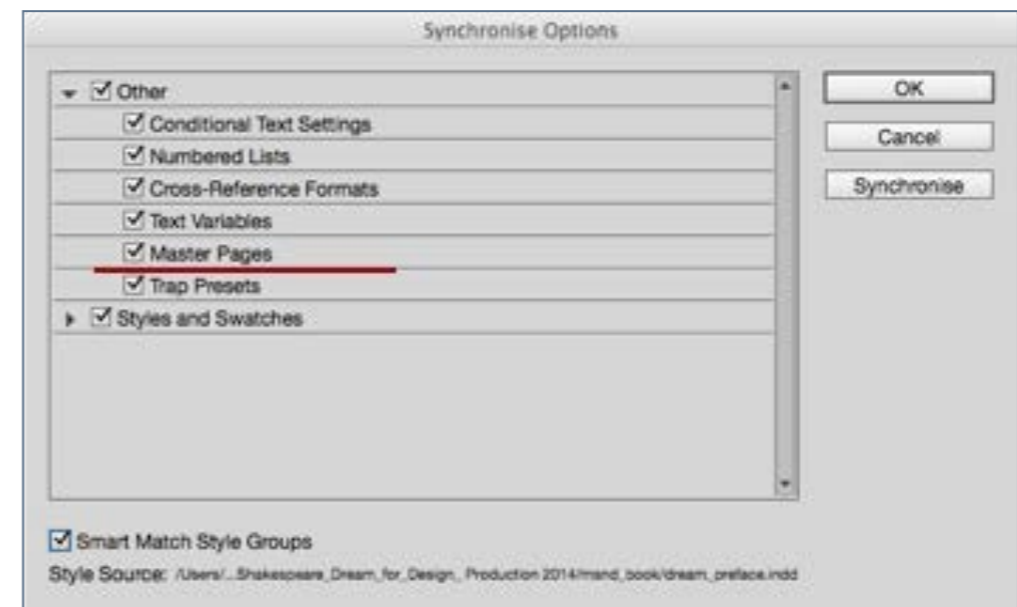 Synchronise Options
Other
Conditional Text Settings
Numbered Lists
Cross-Reference Formats
Text Variables
Master Pages
Trap Presets
Styles and Swatches
OK
Cancel
Synchronise
Smart Match Style Groups
Style Source: /Users/...Shakespeare_Dream_for_Design_ Production 2014/msnd_book/dream_preface.indd